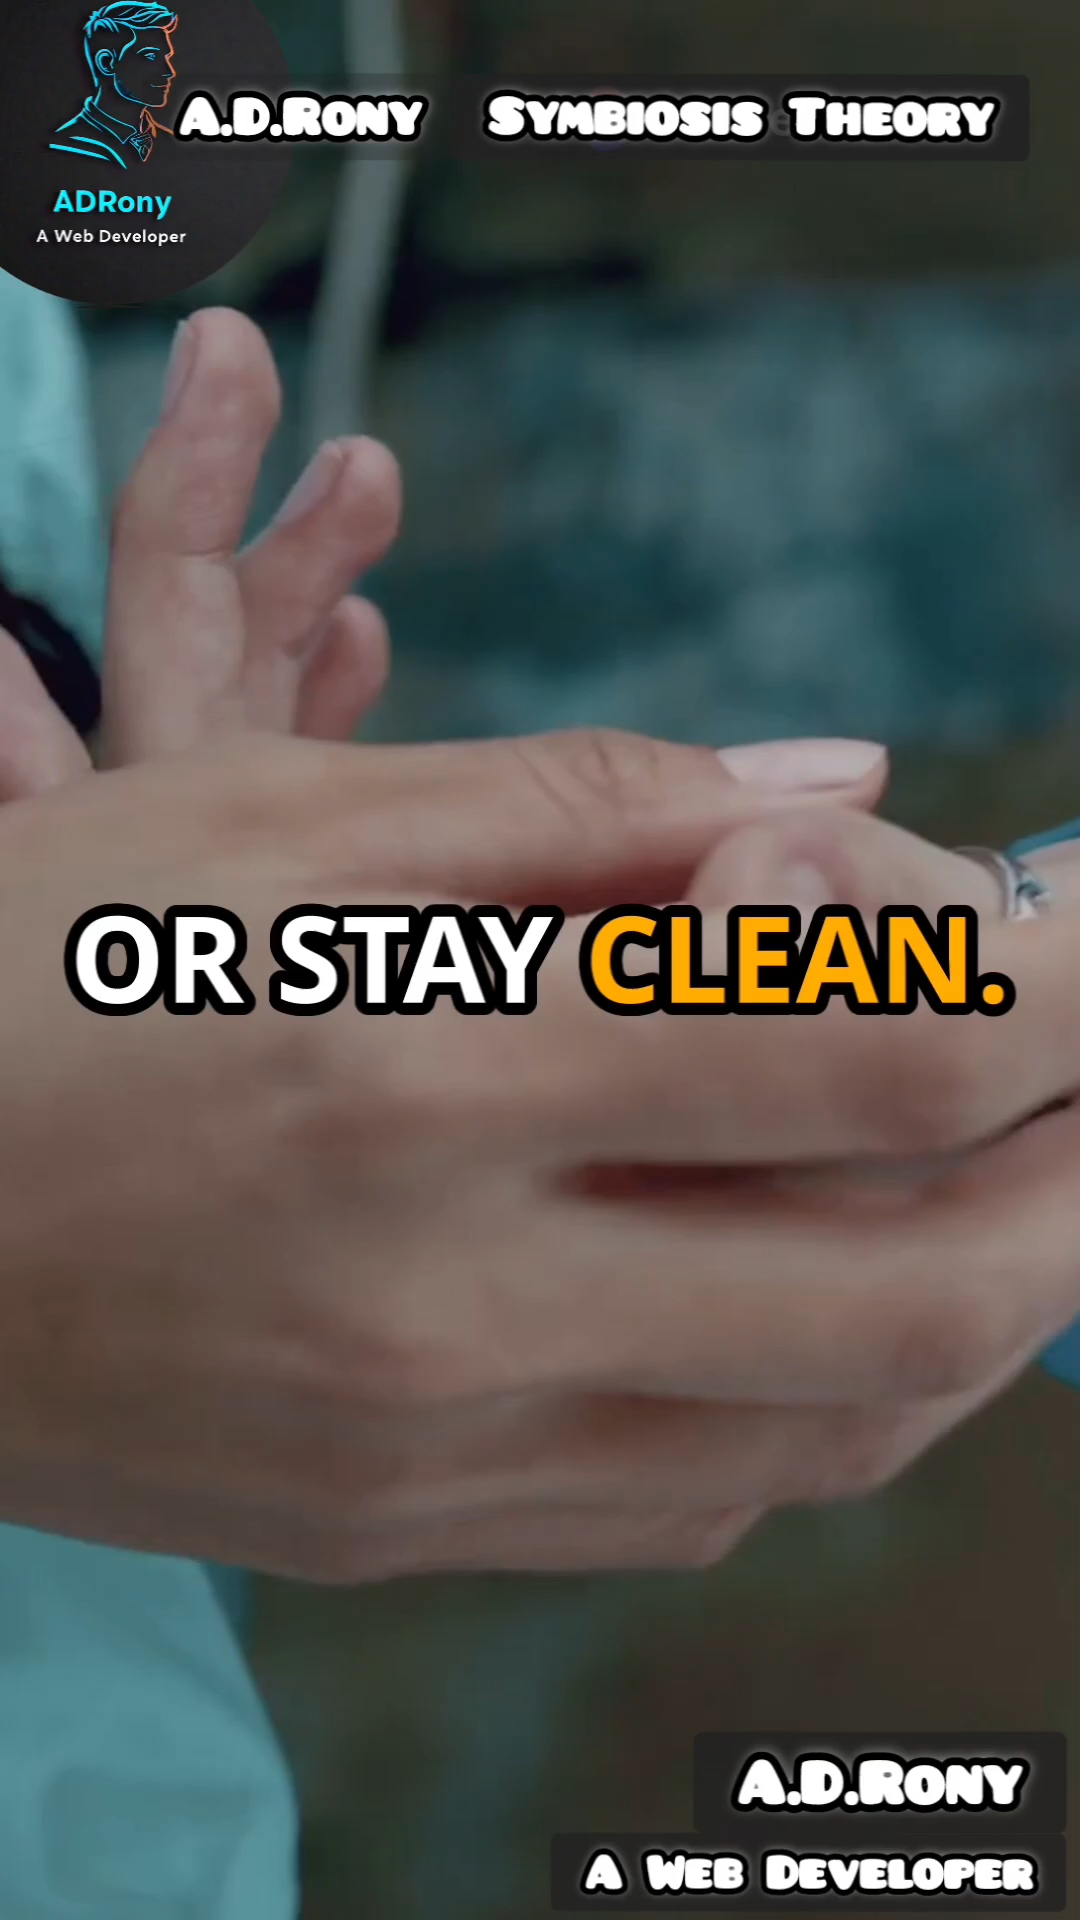 A.D.Rony Symbiosis Theory
ADRony
A Web Developer
OR STAY CLEAN.
A.D.Rony
A Web Developer